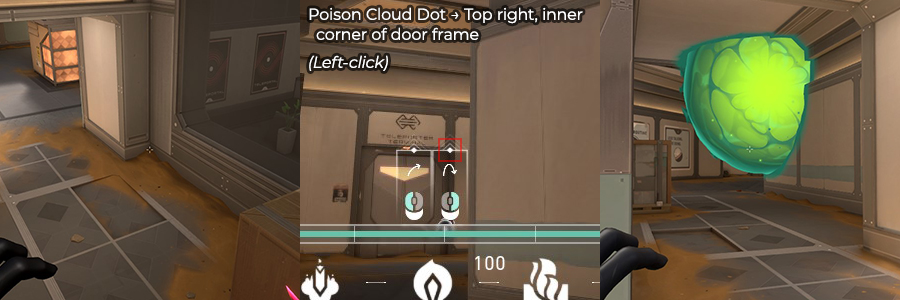 Poison Cloud Dot → Top right, inner
corner of door frame
(Left-click)
TELEPORTER
100